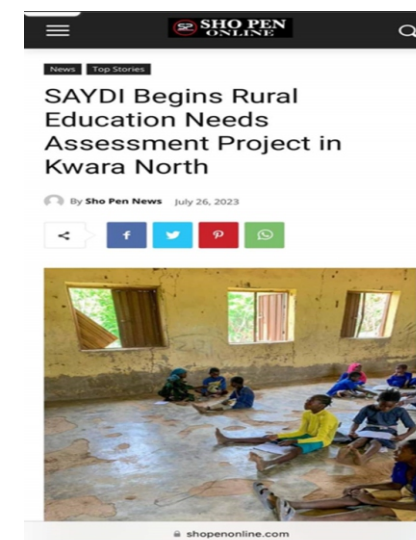 SHO PEN
ONLINE
News Top Stories
SAYDI Begins Rural
Education Needs
Assessment Project in
Kwara North
By Sho Pen News July 26, 2023
shopenonline.com